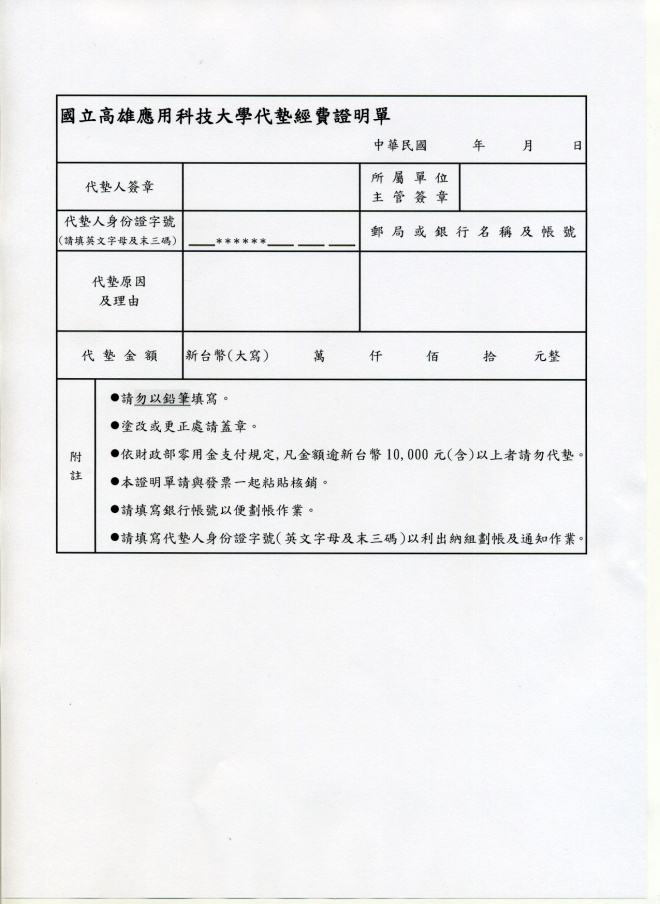 國立高雄應用科技大學代墊經費證明單
中華民國 年 月 日
代墊人簽章
所屬單位
主管簽章
代墊人身份證字號
(請填英文字母及末三碼)
___******___ ___ ___
郵局或銀行名稱及帳號
代墊原因
及理由
代墊金額
新台幣(大寫) 萬 仟 佰 拾 元整
附註
●請勿以鉛筆填寫。
●塗改或更正處請蓋章。
●依財政部零用金支付規定,凡金額逾新台幣10,000元(含)以上者請勿代墊。
●本證明單請與發票一起粘貼核銷。
●請填寫銀行帳號以便劃帳作業。
●請填寫代墊人身份證字號(英文字母及末三碼)以利出納組劃帳及通知作業。